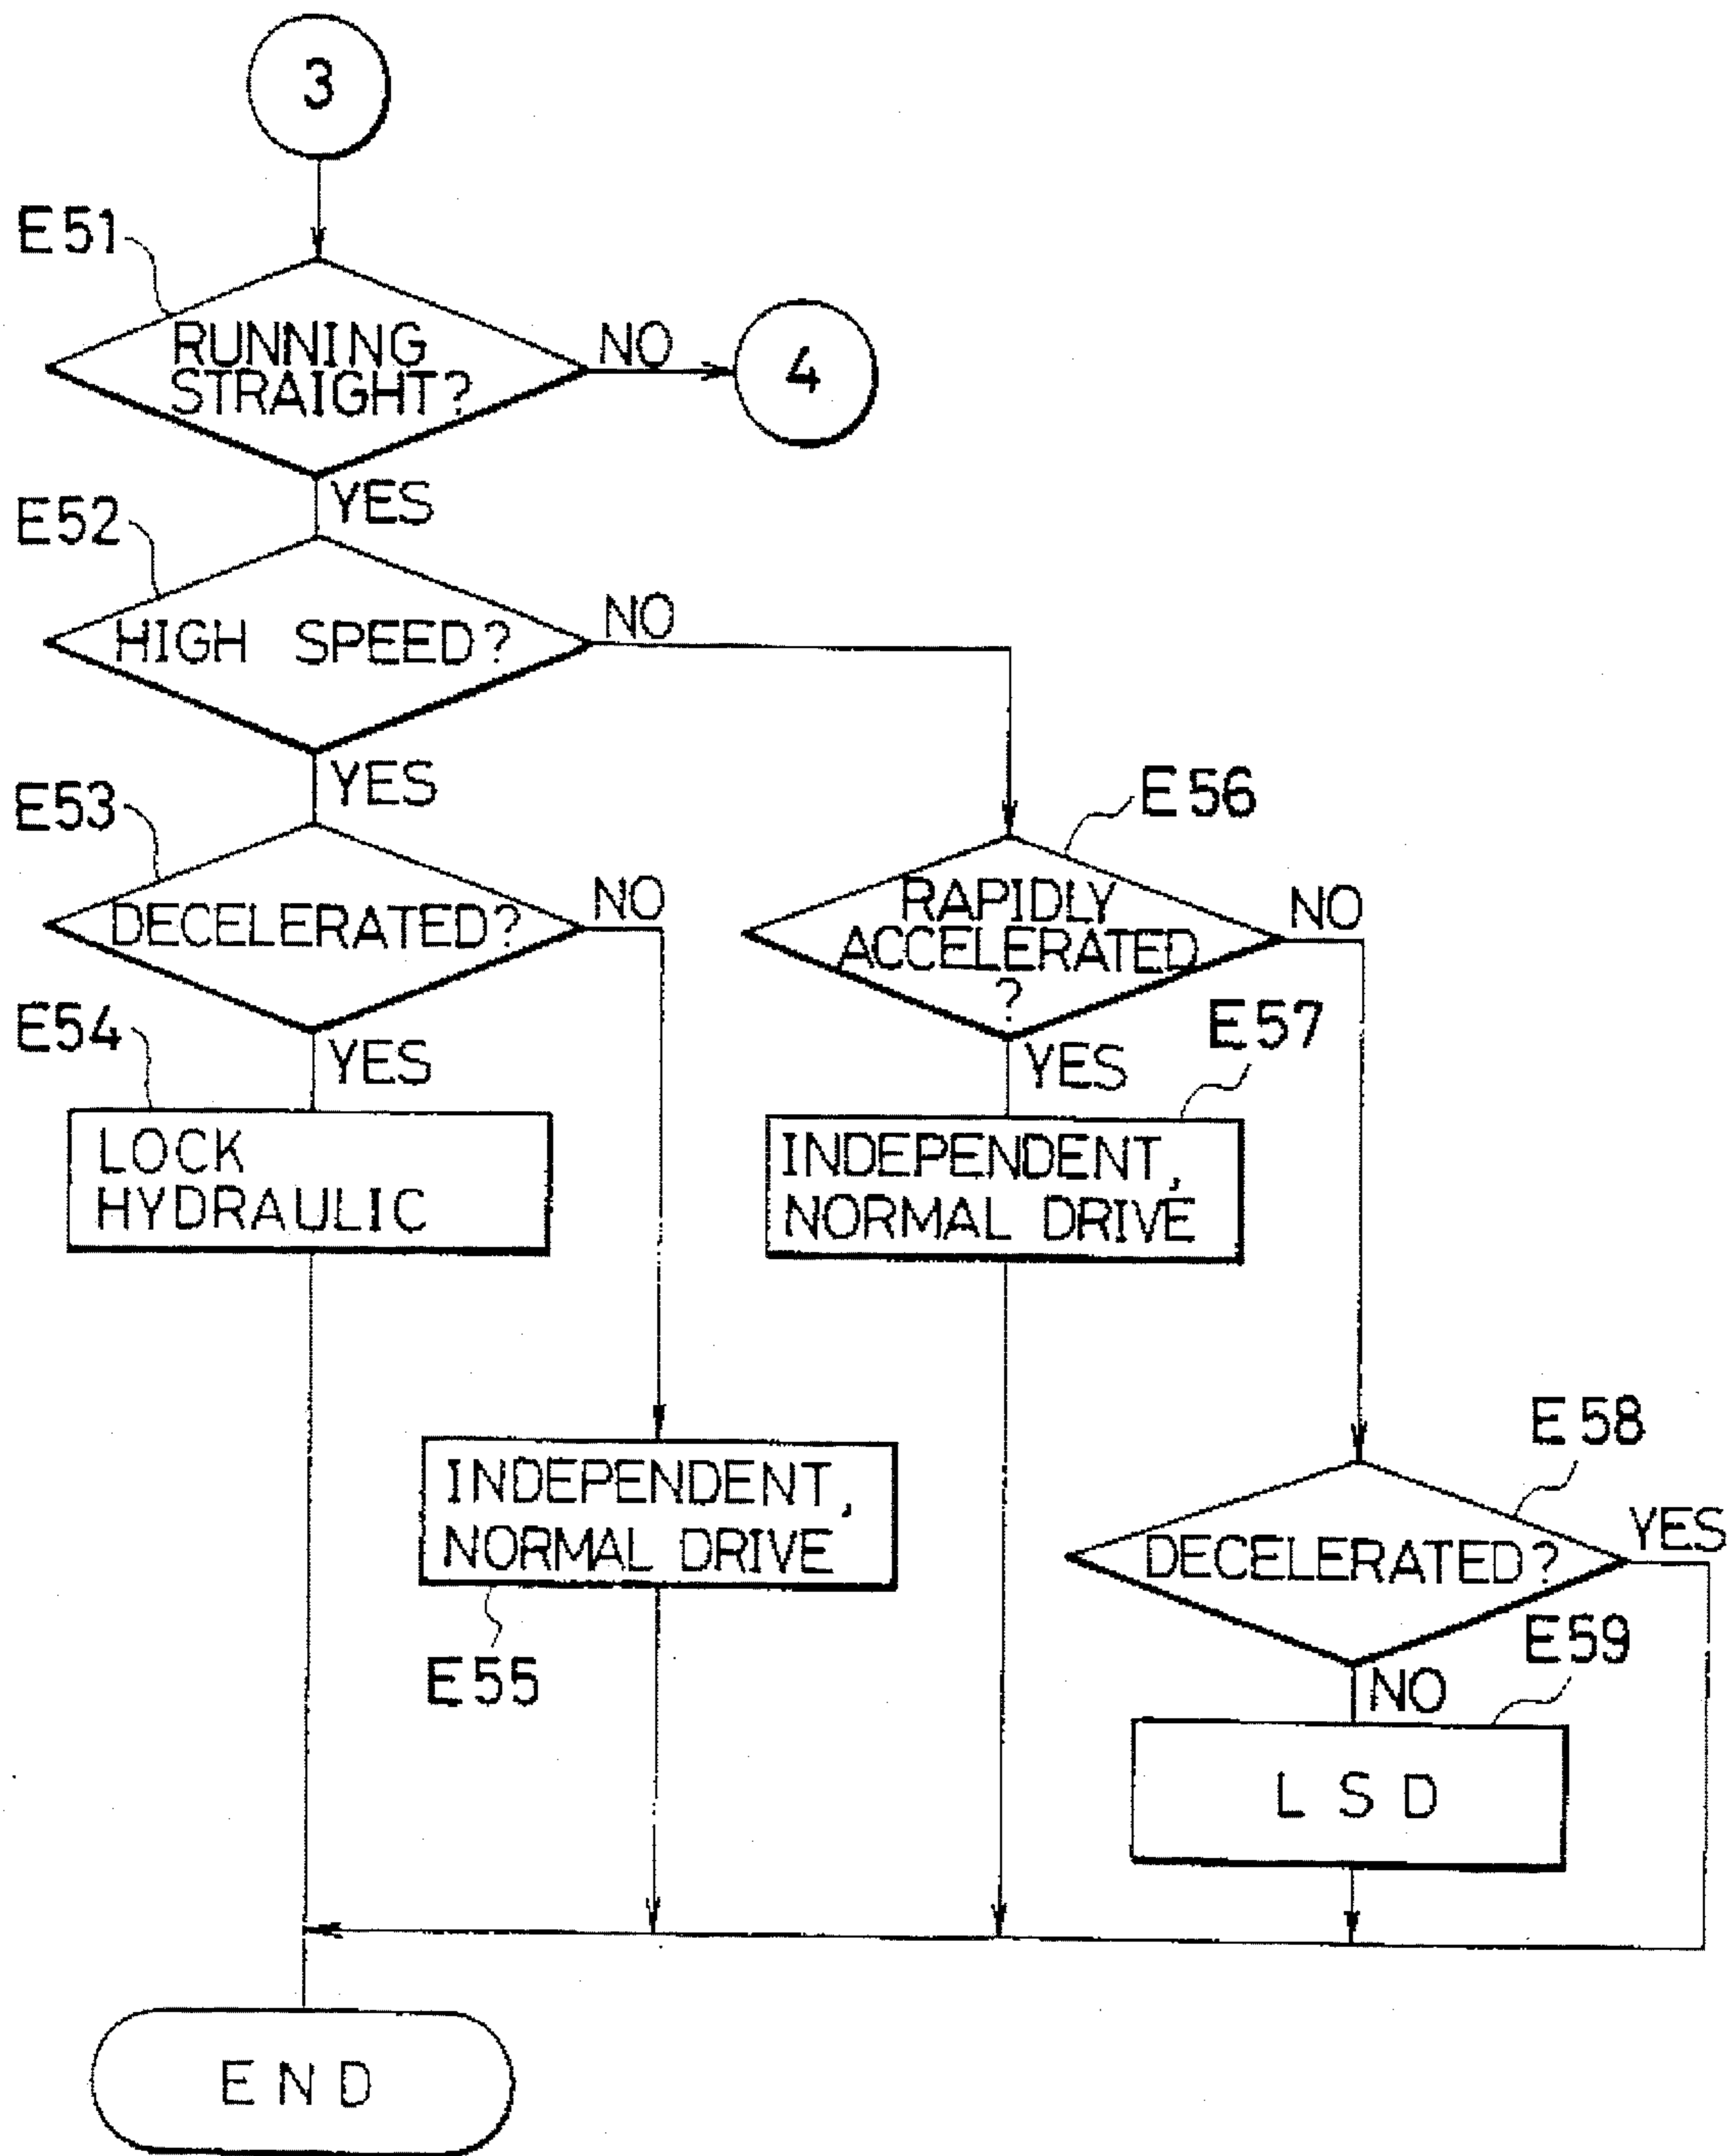 3
E51
RUNNING
STRAIGHT?
NO
4
YES
E52
HIGH SPEED?
NO
YES
E53
DECELERATED?
NO
E56
RAPIDLY
ACCELERATED
?
NO
E54
YES
LOCK
HYDRAULIC
E57
YES
INDEPENDENT,
NORMAL DRIVE
INDEPENDENT,
NORMAL DRIVE
E55
E58
DECELERATED?
YES
E59
NO
LSD
END